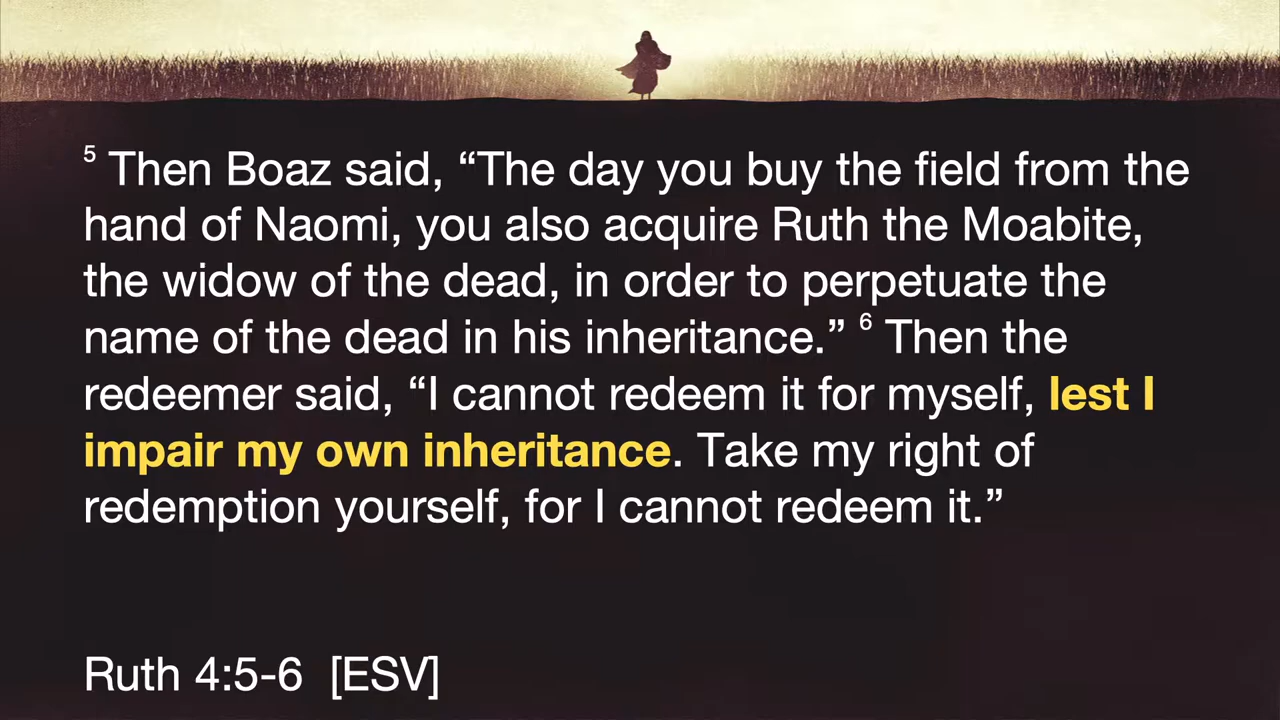 5 Then Boaz said, “The day you buy the field from the
hand of Naomi, you also acquire Ruth the Moabite,
the widow of the dead, in order to perpetuate the
name of the dead in his inheritance.” 6 Then the
redeemer said, “I cannot redeem it for myself, lest I
impair my own inheritance. Take my right of
redemption yourself, for I cannot redeem it.”
Ruth 4:5-6 [ESV]